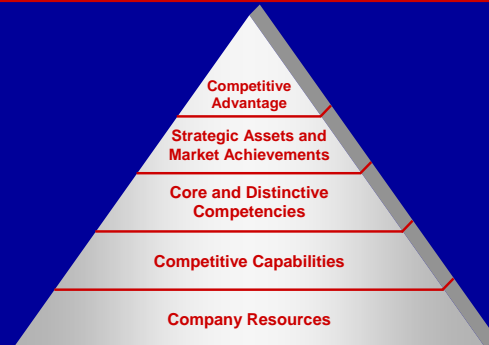 Competitive
Advantage
Strategic Assets and
Market Achievements
Core and Distinctive
Competencies
Competitive Capabilities
Company Resources